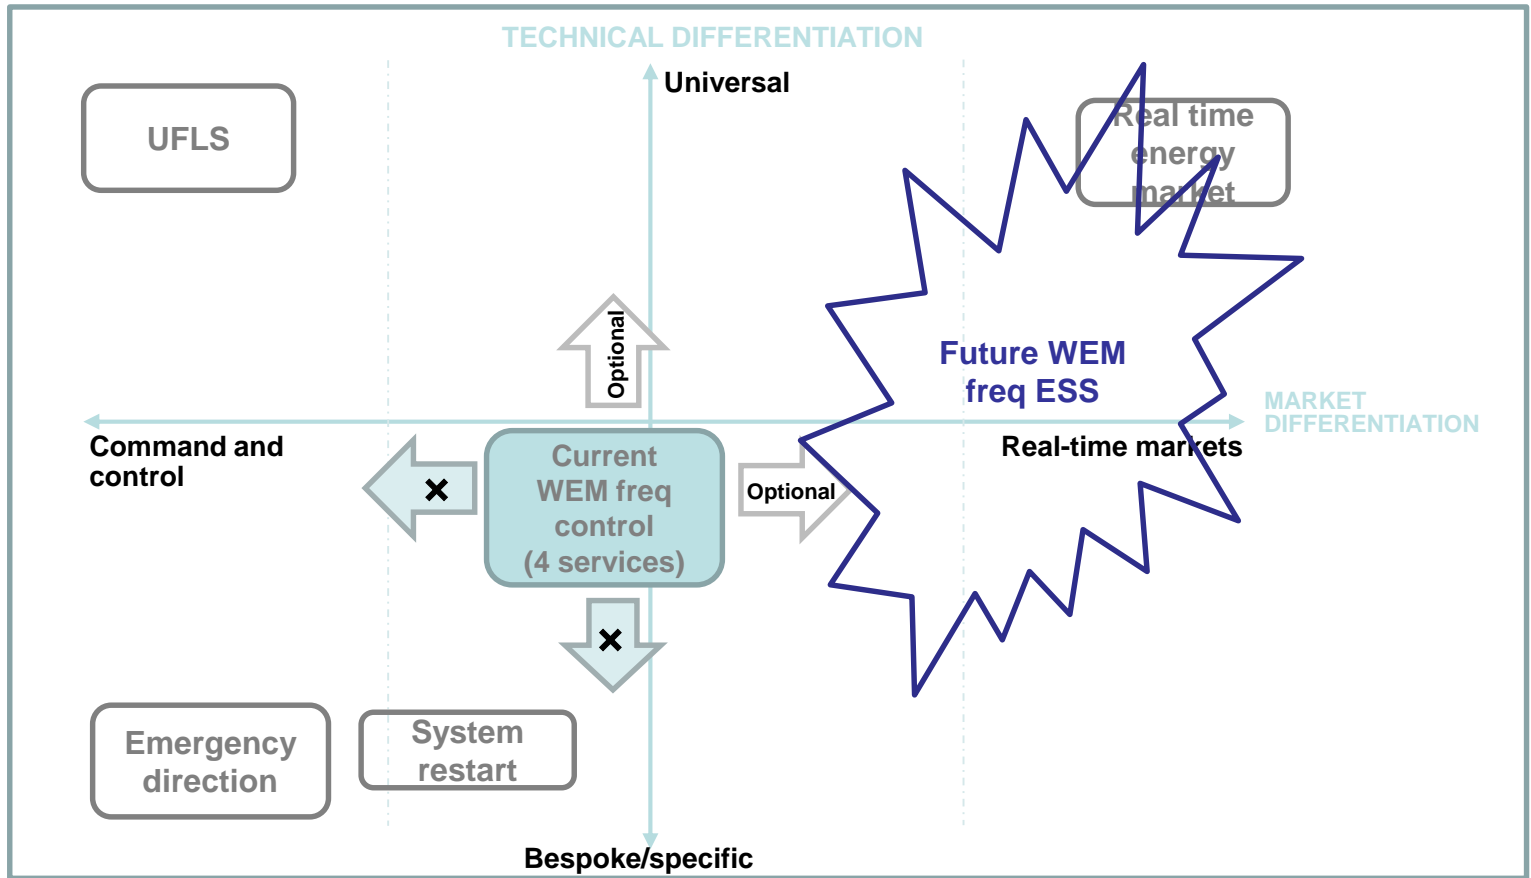 TECHNICAL DIFFERENTIATION
Universal
UFLS
Real time
energy
market
Optional
Future WEM
freq ESS
MARKET
DIFFERENTIATION
Command and
control
Real-time markets
Current
WEM freq
control
(4 services)
Optional
Emergency
direction
System
restart
Bespoke/specific